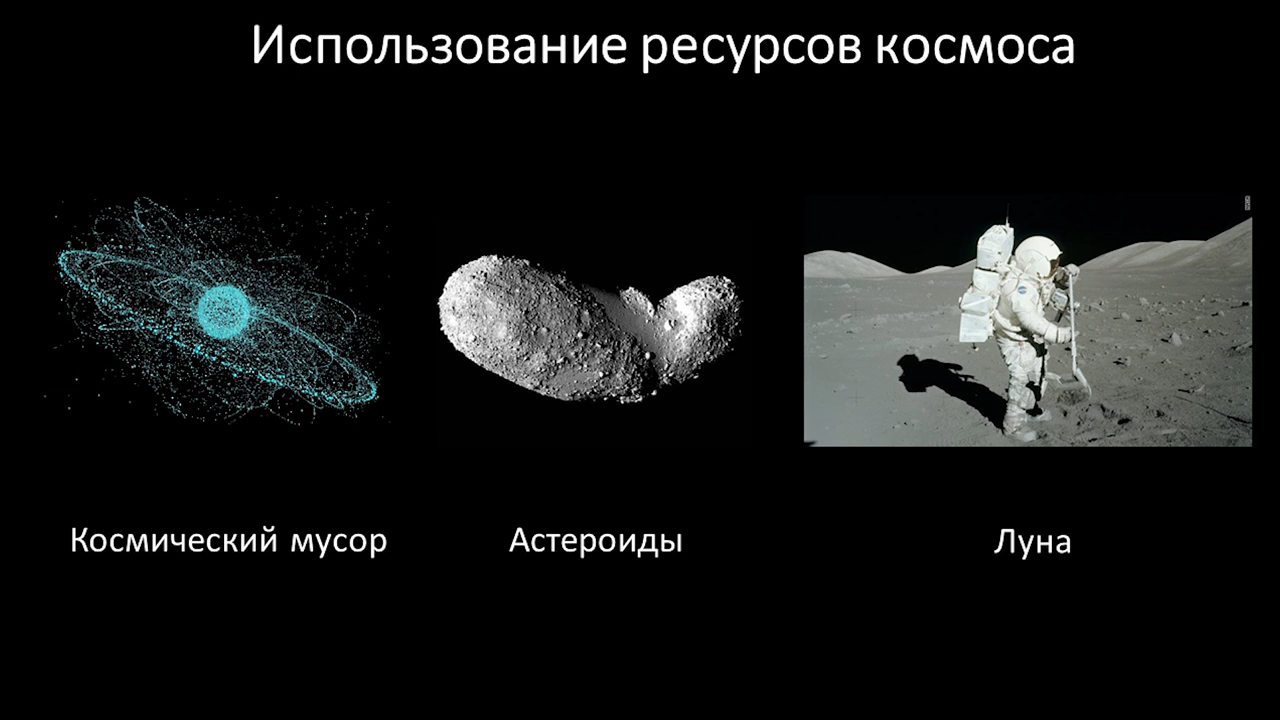 Использование ресурсов космоса
Космический мусор
Астероиды
Луна